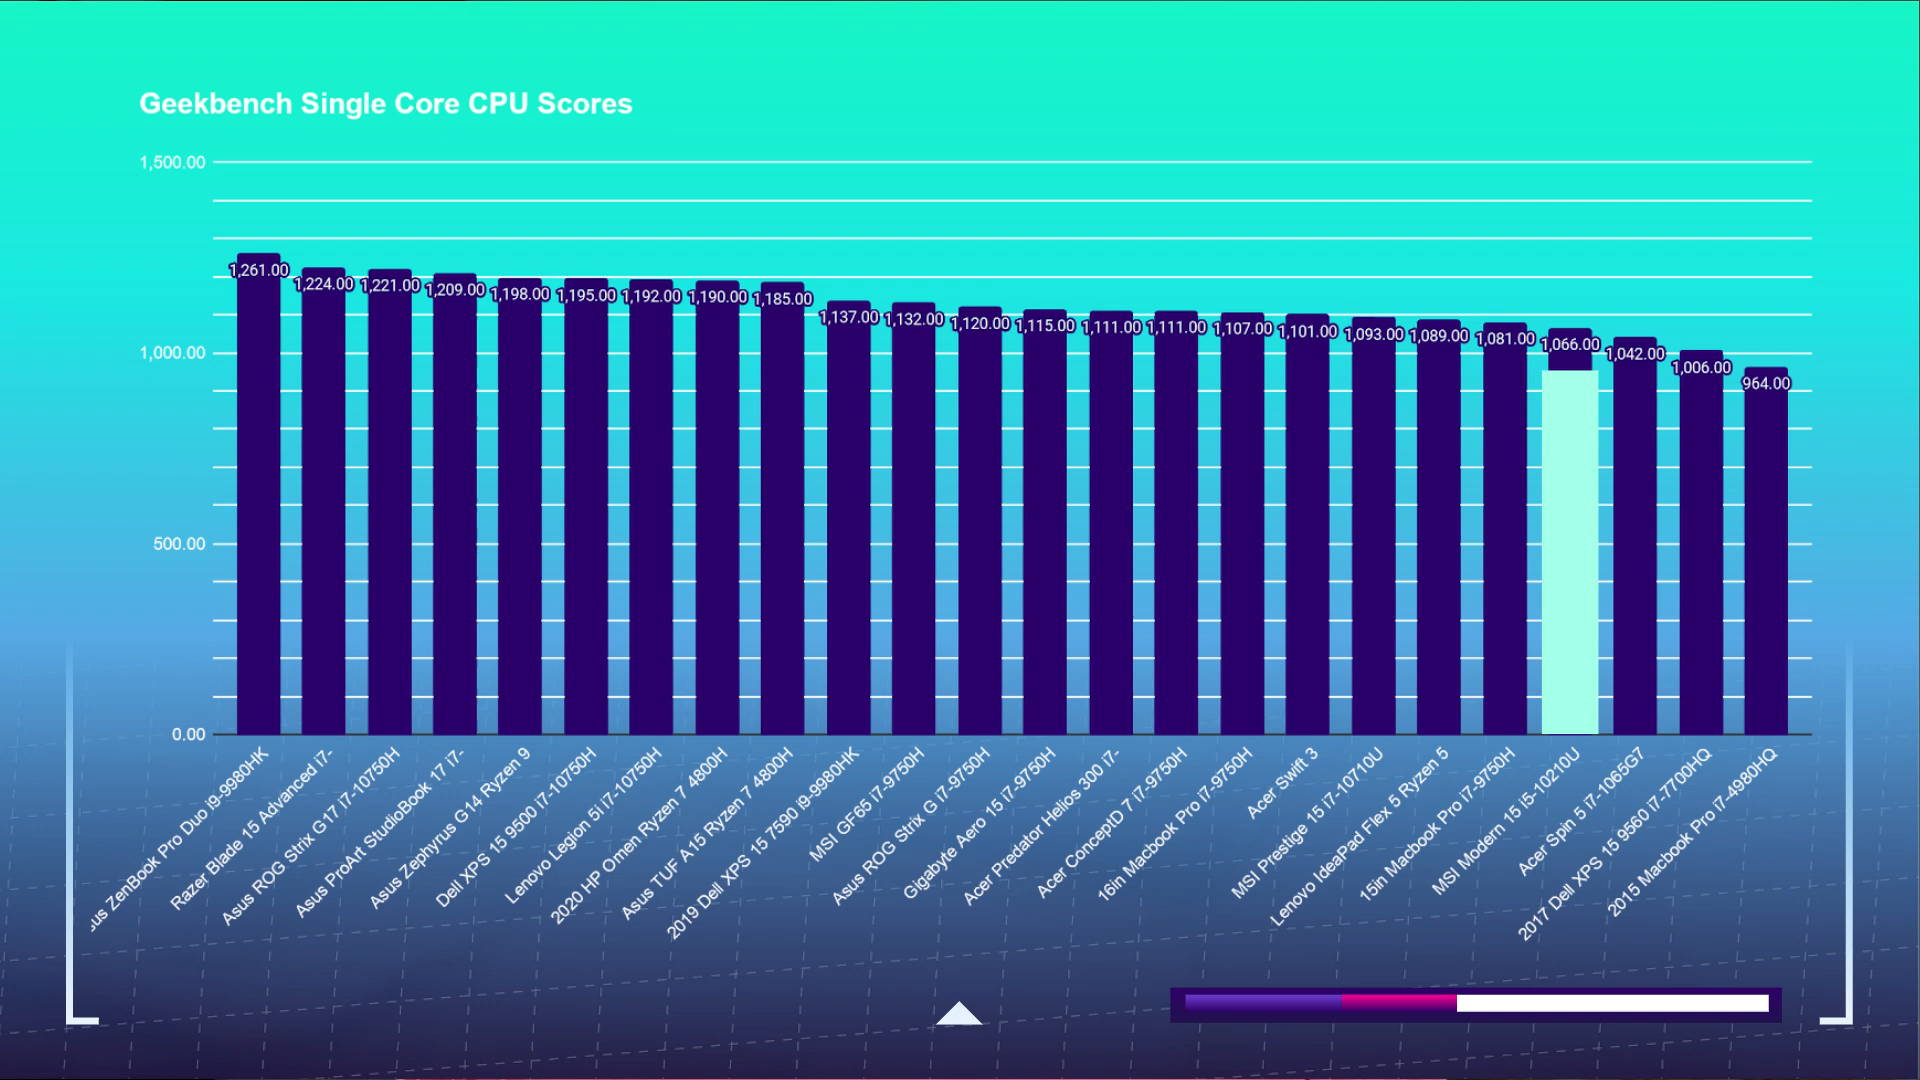 Geekbench Single Core CPU Scores
1,500.00
1,000.00
500.00
0.00
1,261.00
1,224.00
1,221.00
1,209.00
1,198.00
1,195.00
1,192.00
1,190.00
1,185.00
1,137.00
1,132.00
1,120.00
1,115.00
1,111.00
1,111.00
1,107.00
1,101.00
1,093.00
1,089.00
1,081.00
1,066.00
1,042.00
1,006.00
964.00
sus ZenBook Pro Duo i9-9980HK
Razer Blade 15 Advanced i7-
Asus ROG Strix G17 i7-10750H
Asus ProArt StudioBook 17 i7-
Asus Zephyrus G14 Ryzen 9
Dell XPS 15 9500 i7-10750H
Lenovo Legion 5i i7-10750H
2020 HP Omen Ryzen 7 4800H
Asus TUF A15 Ryzen 7 4800H
2019 Dell XPS 15 7590 i9-9980HK
MSI GF65 i7-9750H
Asus ROG Strix G i7-9750H
Gigabyte Aero 15 i7-9750H
Acer Predator Helios 300 i7-
Acer ConceptD 7 i7-9750H
16in Macbook Pro i7-9750H
Acer Swift 3
MSI Prestige 15 i7-10710U
Lenovo IdeaPad Flex 5 Ryzen 5
15in Macbook Pro i7-9750H
MSI Modern 15 i5-10210U
Acer Spin 5 i7-1065G7
2017 Dell XPS 15 9560 i7-7700HQ
2015 Macbook Pro i7-4980HQ